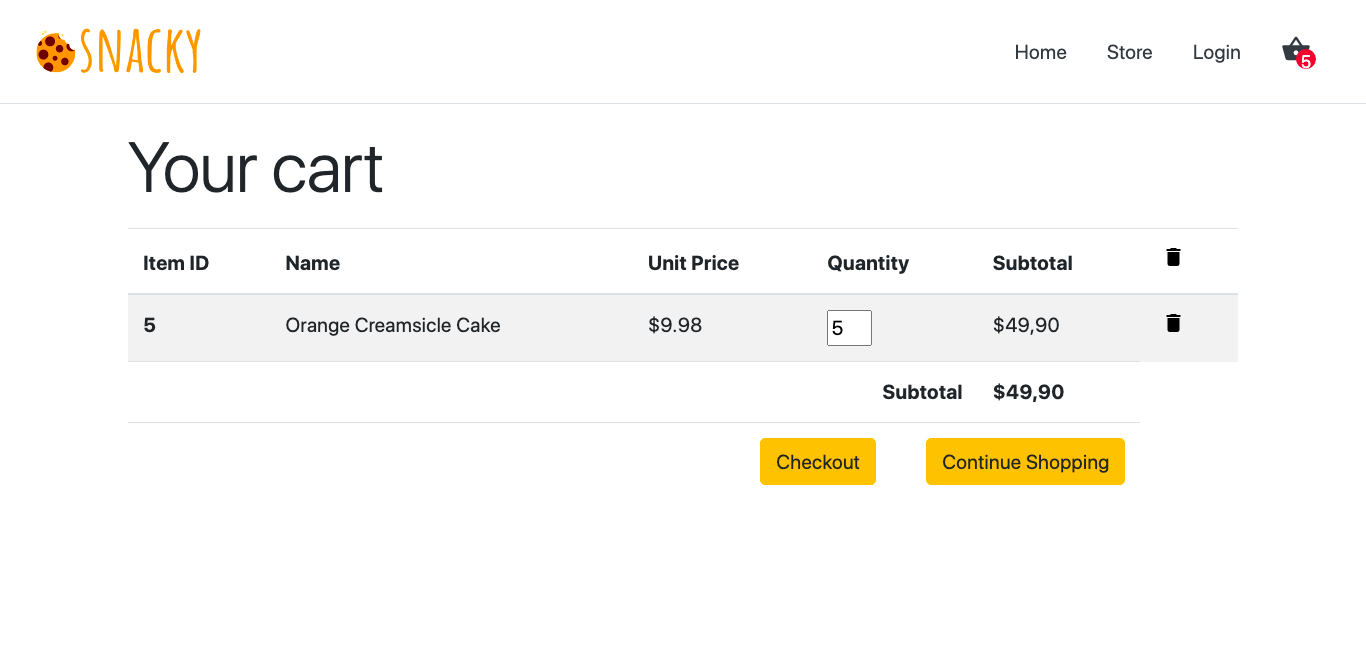 SNACKY
Home Store Login 5
Your cart
Item ID Name Unit Price Quantity Subtotal
5 Orange Creamsicle Cake $9.98 5 $49,90
Subtotal $49,90
Checkout Continue Shopping